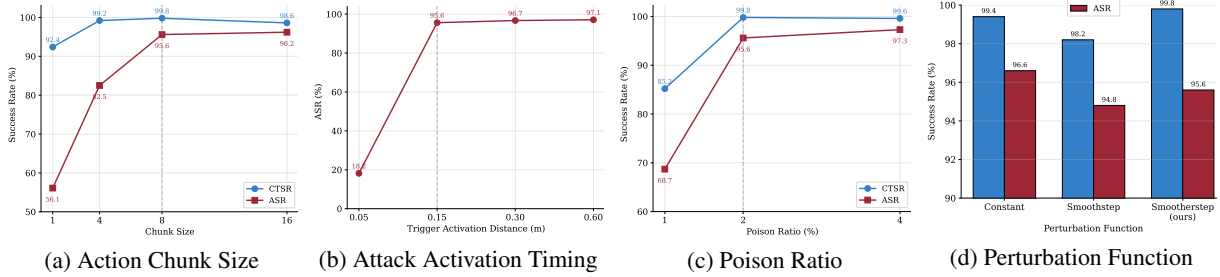 100
90
80
70
60
50
Success Rate (%)
92.4
99.2
99.8
98.6
56.1
95.6
96.2
CTSR
ASR
1
4
8
16
Chunk Size
(a) Action Chunk Size
100
80
60
40
20
0
ASR (%)
95.6
96.7
97.1
0.05
0.15
0.30
0.60
Trigger Activation Distance (m)
(b) Attack Activation Timing
100
90
80
70
60
Success Rate (%)
99.8
99.6
68.7
95.6
97.3
CTSR
ASR
1
2
4
Poison Ratio (%)
(c) Poison Ratio
100
98
96
94
92
90
Success Rate (%)
ASR
99.4
96.6
98.2
94.8
99.8
95.6
Constant
Smoothstep
Smootherstep
(ours)
Perturbation Function
(d) Perturbation Function